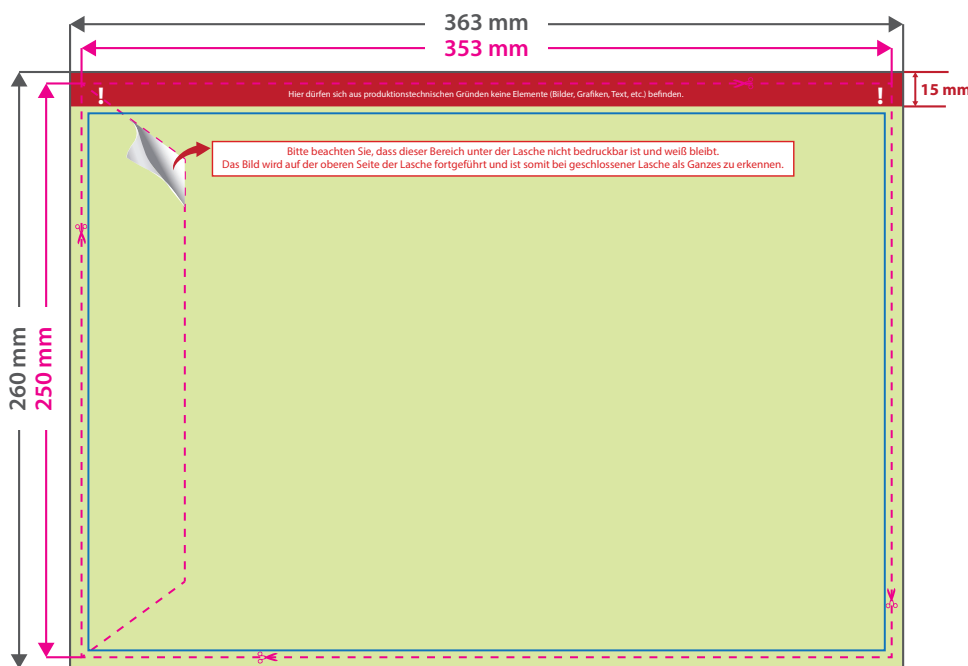 363 mm
353 mm
15 mm
! Hier dürfen sich aus produktionstechnischen Gründen keine Elemente (Bilder, Grafiken, Text, etc.) befinden. !
Bitte beachten Sie, dass dieser Bereich unter der Lasche nicht bedruckbar ist und weiß bleibt.
Das Bild wird auf der oberen Seite der Lasche fortgeführt und ist somit bei geschlossener Lasche als Ganzes zu erkennen.
260 mm
250 mm